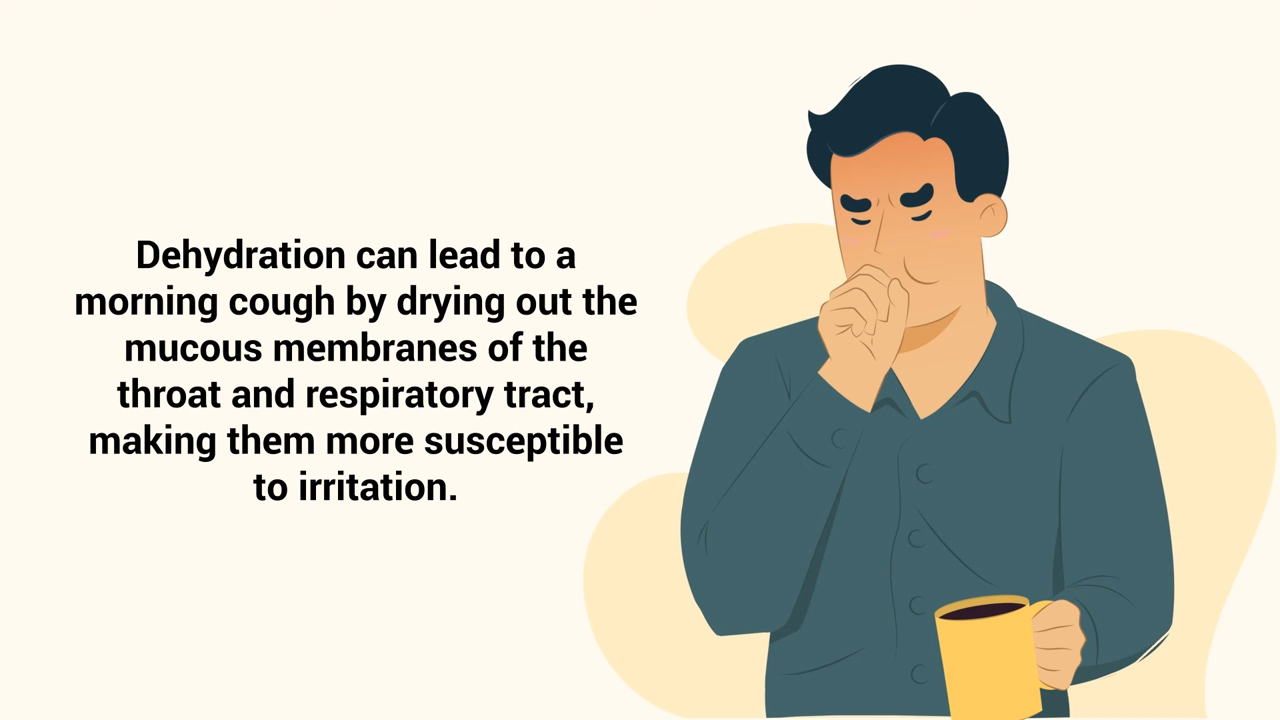 Dehydration can lead to a
morning cough by drying out the
mucous membranes of the
throat and respiratory tract,
making them more susceptible
to irritation.